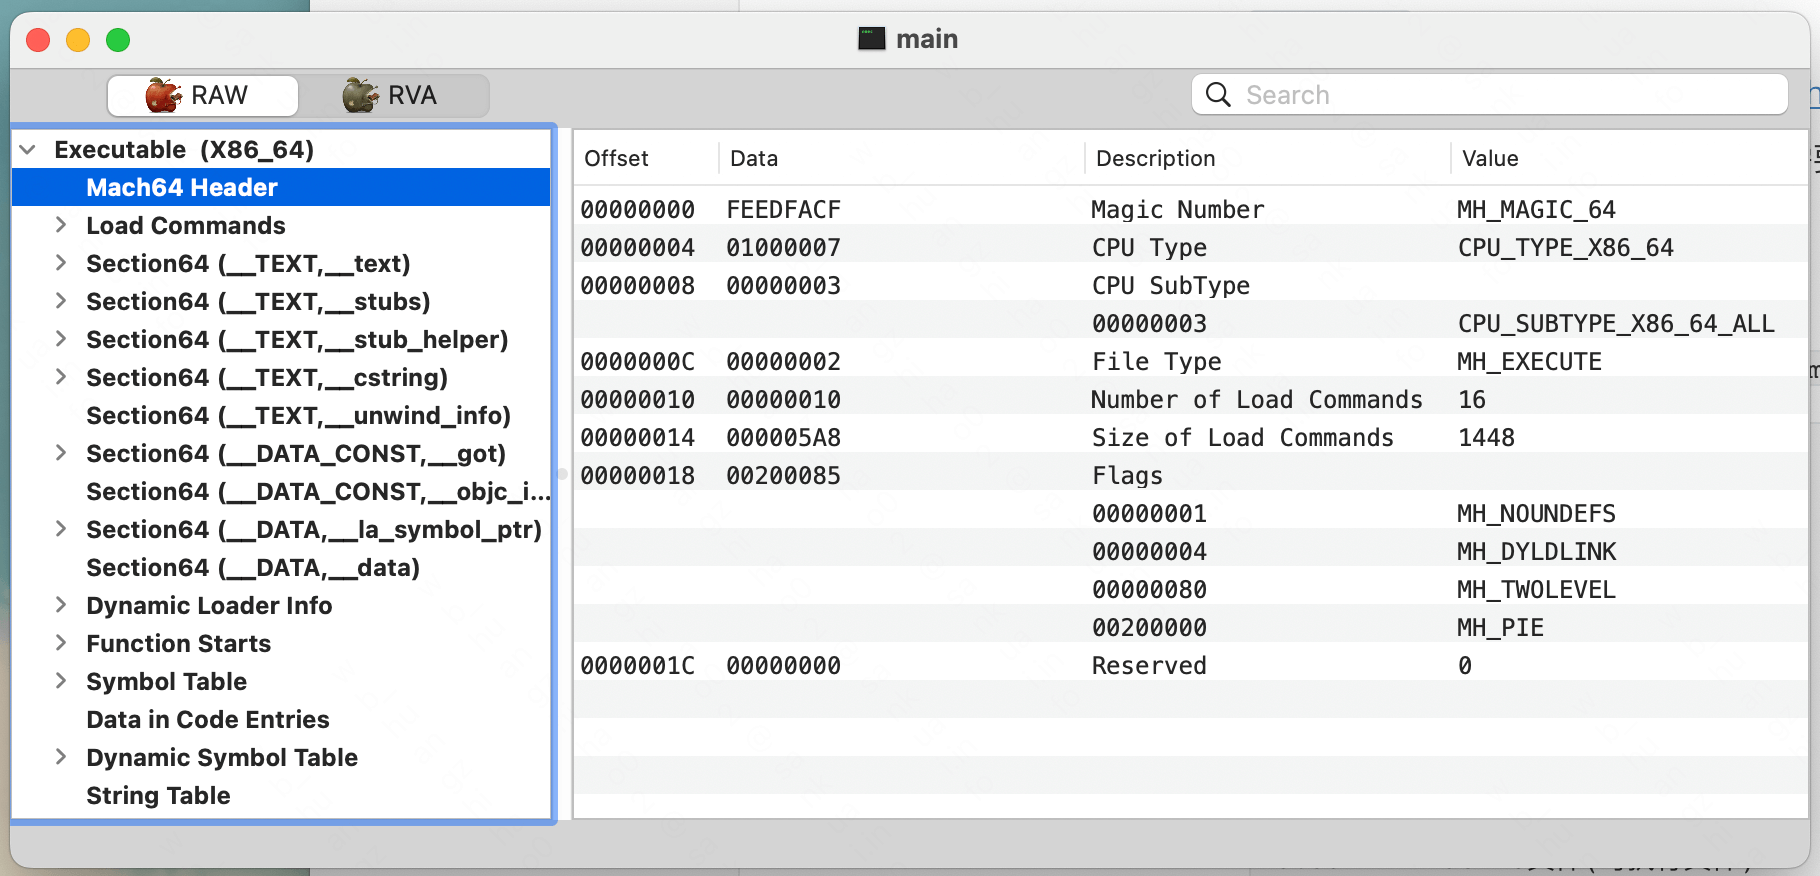 main
RAW
RVA
Search
Executable (X86_64)
Mach64 Header
Load Commands
Section64 (__TEXT,__text)
Section64 (__TEXT,__stubs)
Section64 (__TEXT,__stub_helper)
Section64 (__TEXT,__cstring)
Section64 (__TEXT,__unwind_info)
Section64 (__DATA_CONST,__got)
Section64 (__DATA_CONST,__objc_i...
Section64 (__DATA,__la_symbol_ptr)
Section64 (__DATA,__data)
Dynamic Loader Info
Function Starts
Symbol Table
Data in Code Entries
Dynamic Symbol Table
String Table
Offset Data Description Value
00000000 FEEDFACF Magic Number MH_MAGIC_64
00000004 01000007 CPU Type CPU_TYPE_X86_64
00000008 00000003 CPU SubType
00000003 CPU_SUBTYPE_X86_64_ALL
0000000C 00000002 File Type MH_EXECUTE
00000010 00000010 Number of Load Commands 16
00000014 000005A8 Size of Load Commands 1448
00000018 00200085 Flags
00000001 MH_NOUNDEFS
00000004 MH_DYLDLINK
00000080 MH_TWOLEVEL
00200000 MH_PIE
0000001C 00000000 Reserved 0